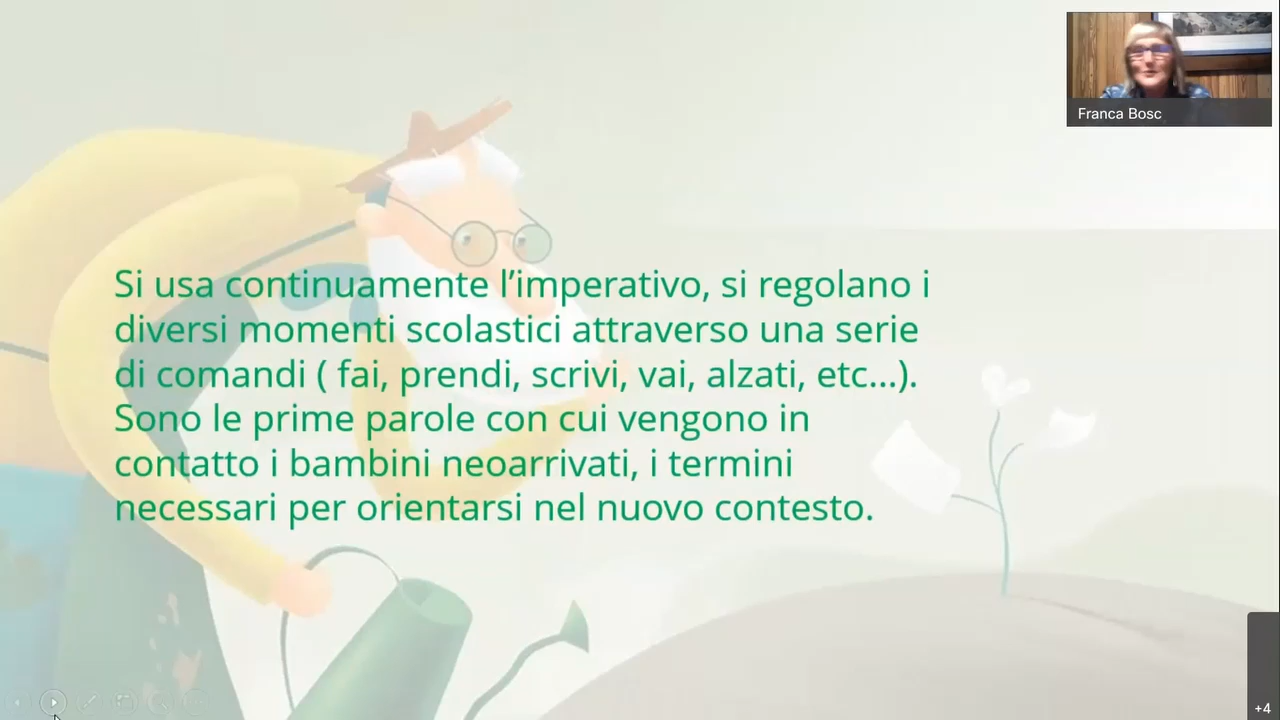 Franca Bosc
Si usa continuamente l’imperativo, si regolano i
diversi momenti scolastici attraverso una serie
di comandi ( fai, prendi, scrivi, vai, alzati, etc…).
Sono le prime parole con cui vengono in
contatto i bambini neoarrivati, i termini
necessari per orientarsi nel nuovo contesto.
+4